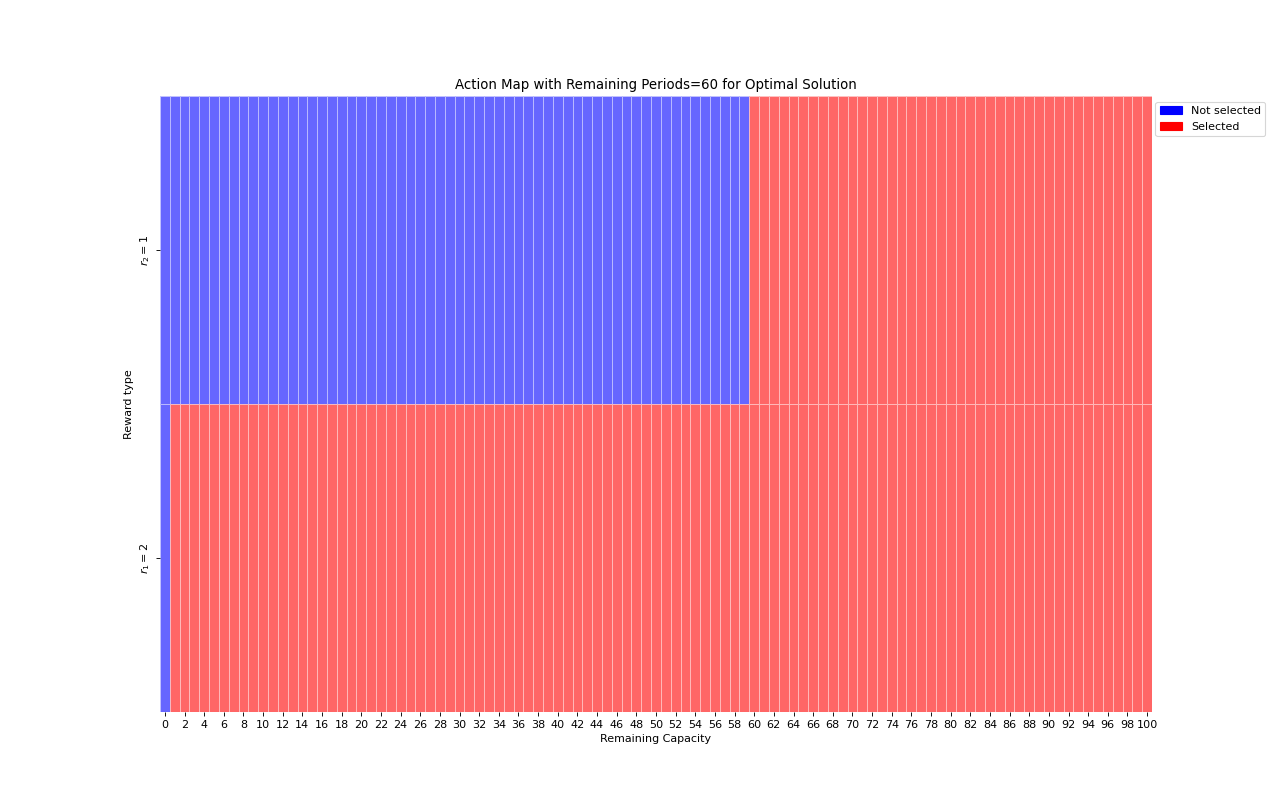 Action Map with Remaining Periods=60 for Optimal Solution
Not selected
Selected
r₂ = 1
Reward type
r₁ = 2
0 2 4 6 8 10 12 14 16 18 20 22 24 26 28 30 32 34 36 38 40 42 44 46 48 50 52 54 56 58 60 62 64 66 68 70 72 74 76 78 80 82 84 86 88 90 92 94 96 98 100
Remaining Capacity